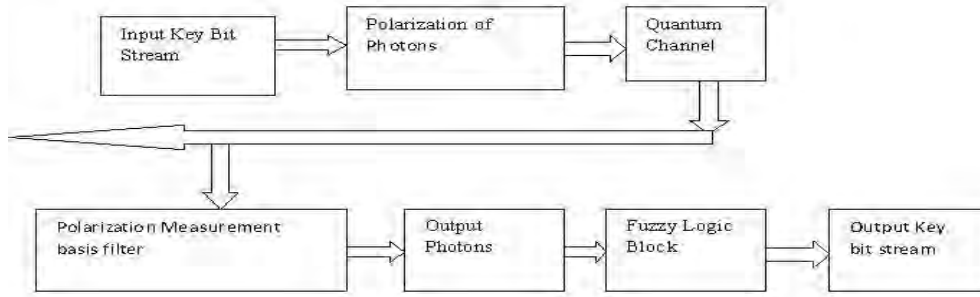 Input Key Bit
Stream
Polarization of
Photons
Quantum
Channel
Polarization Measurement
basis filter
Output
Photons
Fuzzy Logic
Block
Output Key
bit stream